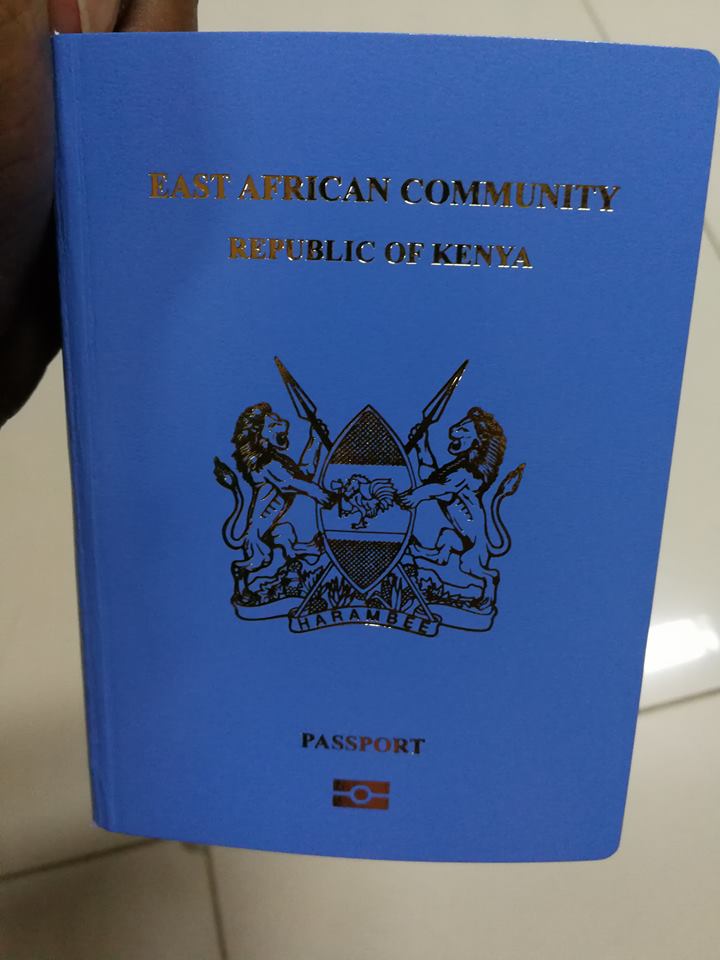 EAST AFRICAN COMMUNITY
REPUBLIC OF KENYA
HARAMBEE
PASSPORT